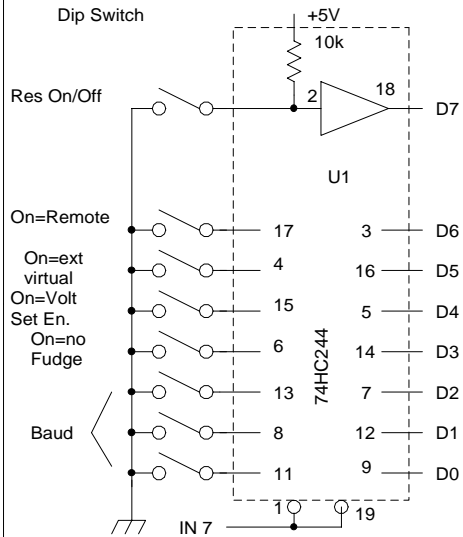 Dip Switch
+5V
10k
Res On/Off
2
18
D7
U1
On=Remote
17
3
D6
On=ext
virtual
4
16
D5
On=Volt
Set En.
15
5
D4
On=no
Fudge
6
14
D3
74HC244
13
7
D2
Baud
8
12
D1
11
9
D0
1
19
IN 7